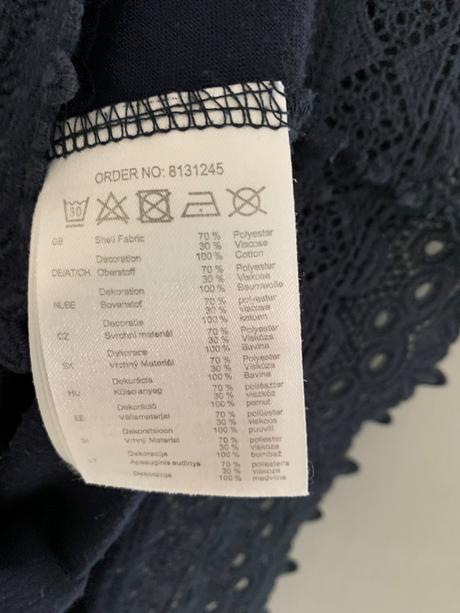 ORDER NO: 8131245
30
GB Shell Fabric 70 % Polyester
30 % Viscose
Decoration 100 % Cotton
DE/AT/CH Oberstoff 70 % Polyester
30 % Viskose
Dekoration 100 % Baumwolle
NL/BE Bovenstof 70 % polyester
30 % viscose
Decoratie 100 % katoen
CZ Svrchní materiál 70 % Polyester
30 % Viskóza
Dekorace 100 % Bavlna
SK Vrchný Materiál 70 % Polyester
30 % Viskóza
Dekorácia 100 % Bavlna
HU Külső anyag 70 % poliészter
30 % viszkóz
Dekoráció 100 % pamut
EE Välismaterjal 70 % polüester
30 % viskoos
Dekoratsioon 100 % puuvill
SI Vrhnj Material 70 % poliester
30 % viskoza
Dekoracija 100 % bombaž
LT 70 % poliesteris
30 % viskozė
Dekoracija 100 % medvilnė